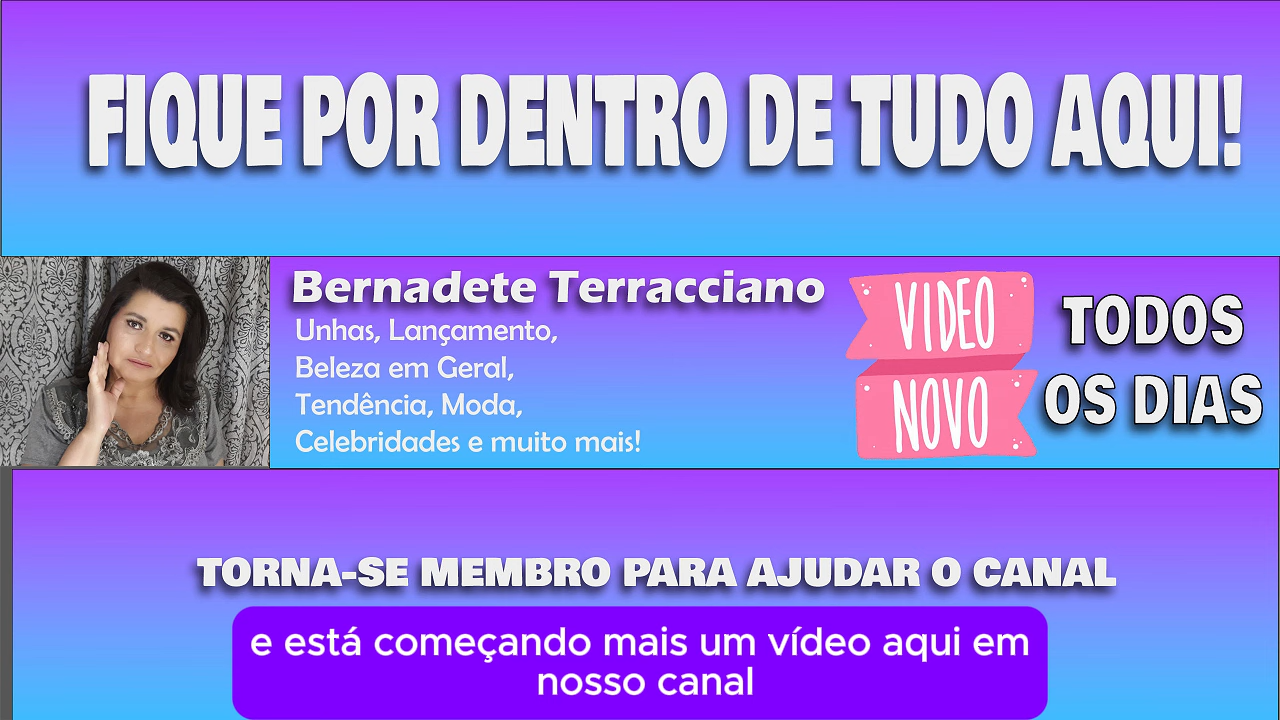 FIQUE POR DENTRO DE TUDO AQUI!
Bernadete Terracciano
Unhas, Lançamento,
Beleza em Geral,
Tendência, Moda,
Celebridades e muito mais!
VIDEO
NOVO
TODOS
OS DIAS
TORNA-SE MEMBRO PARA AJUDAR O CANAL
e está começando mais um vídeo aqui em
nosso canal